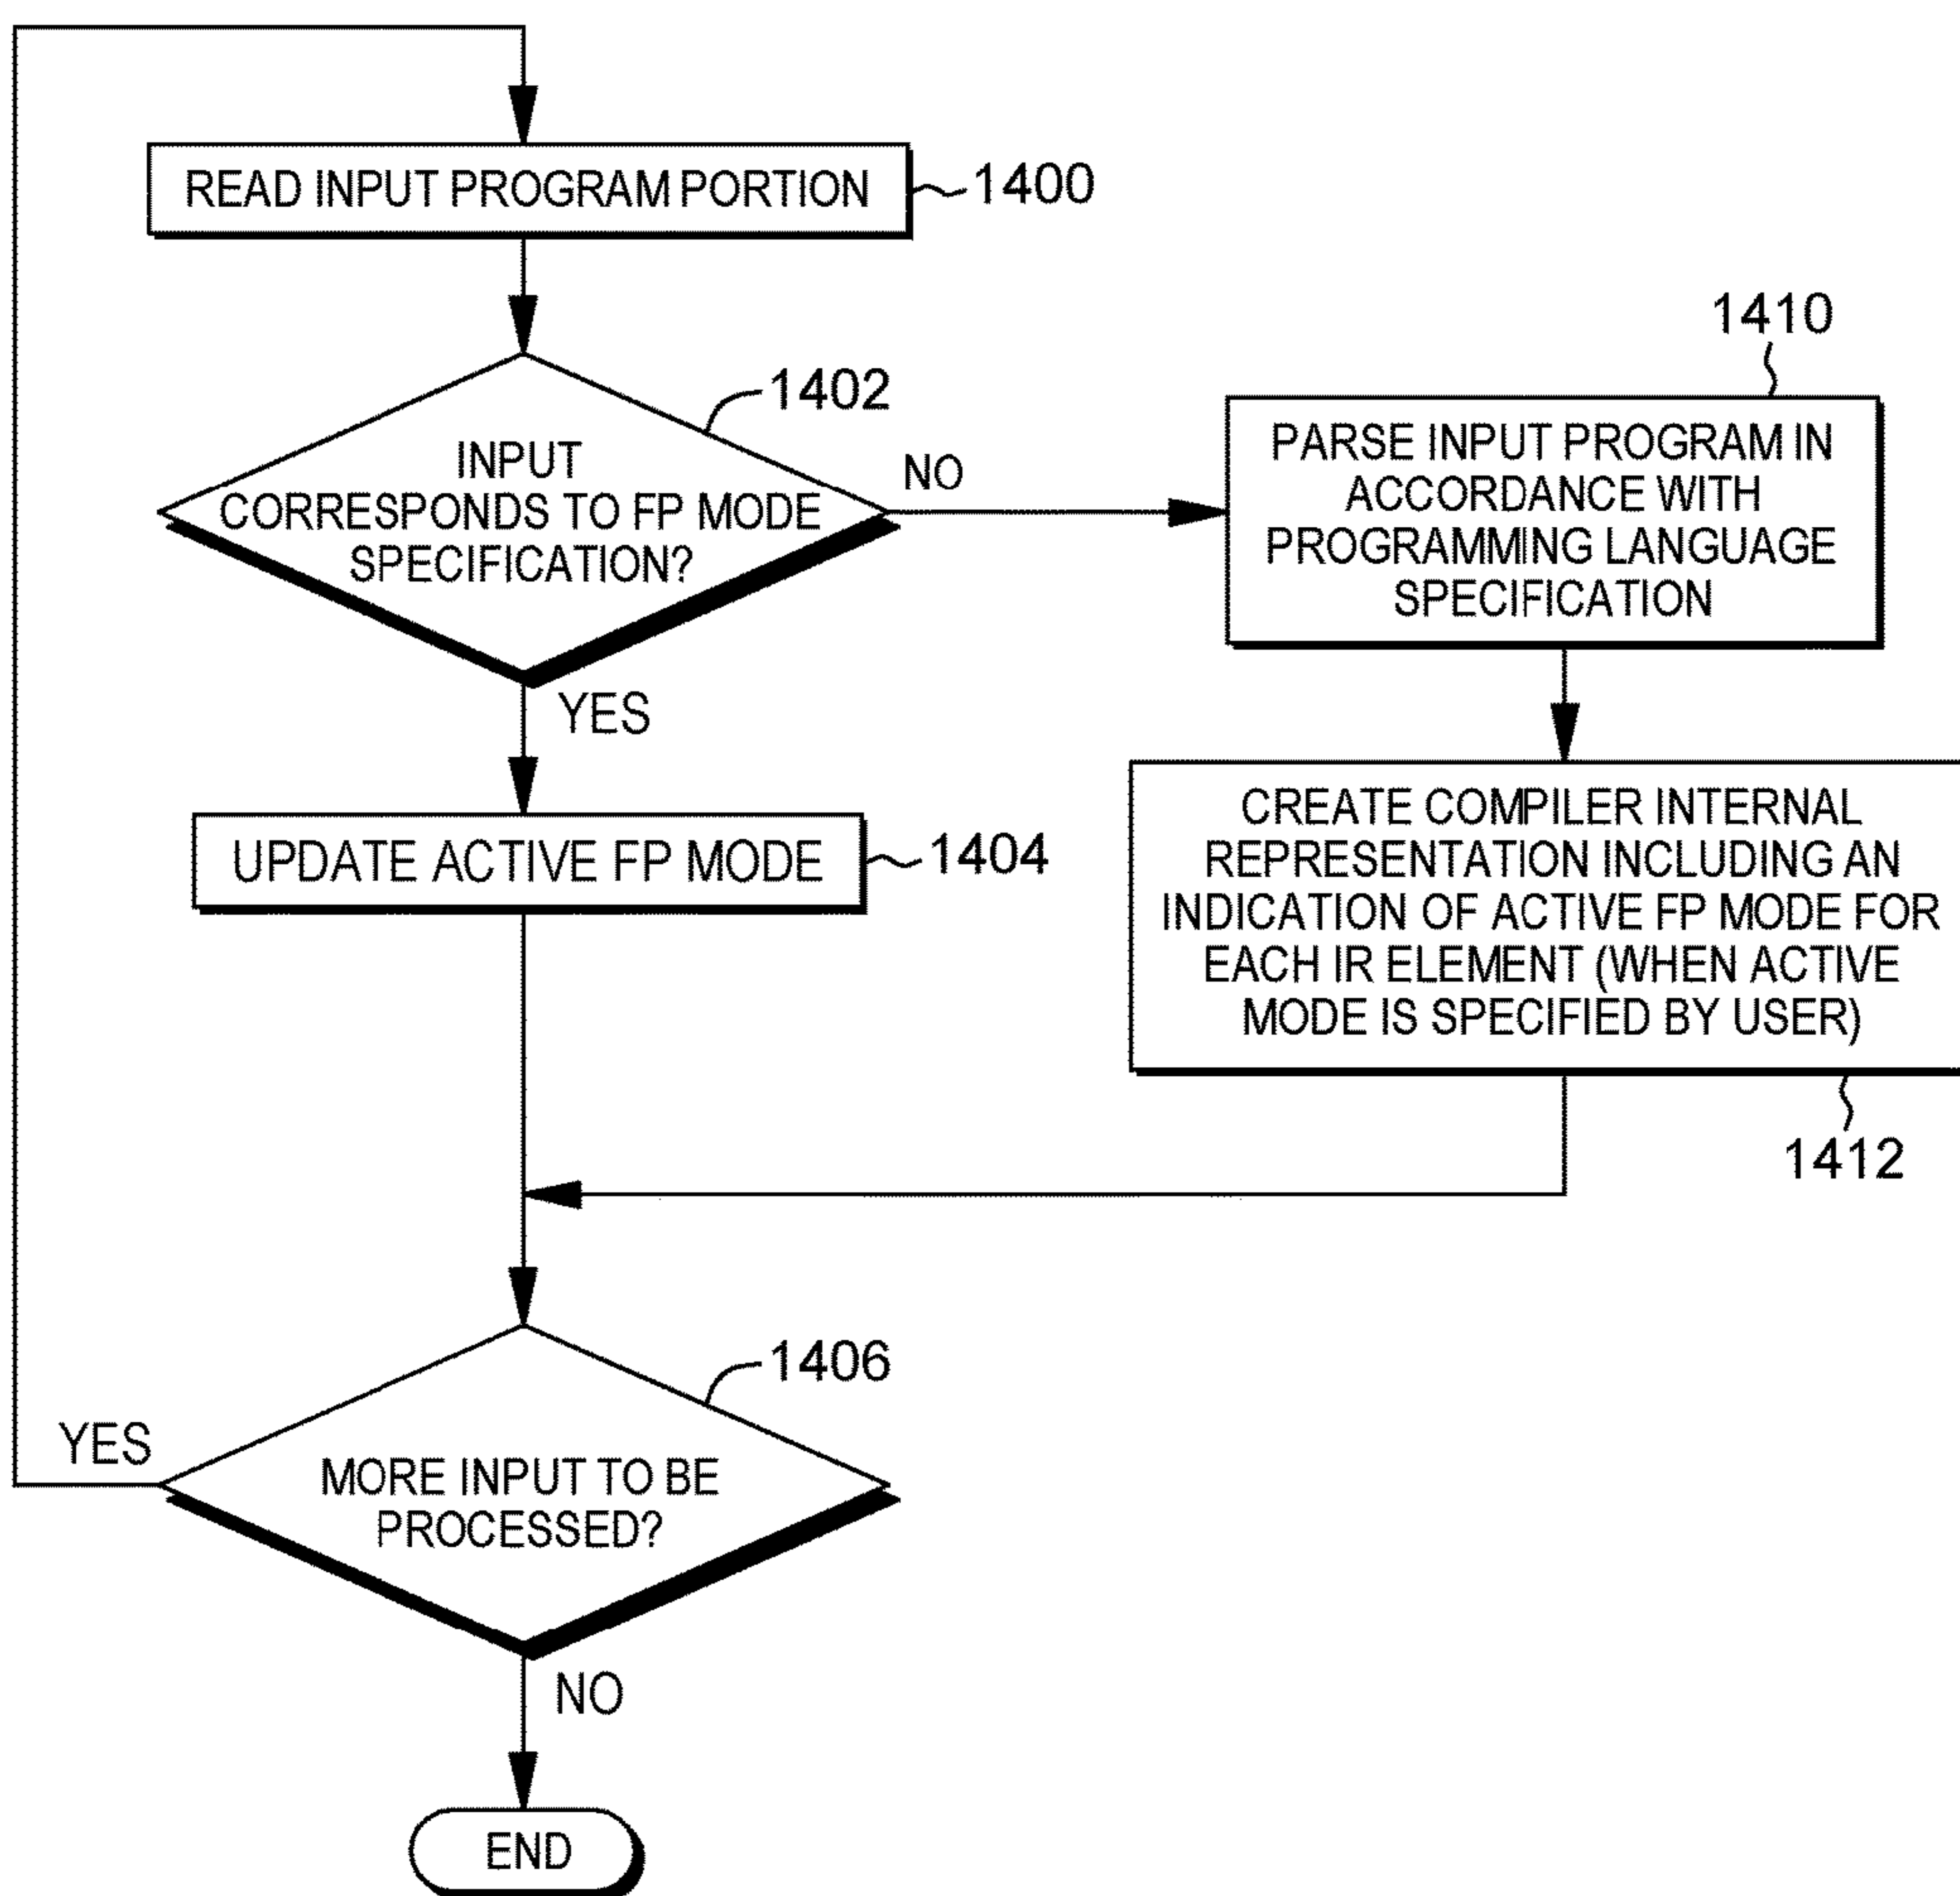 READ INPUT PROGRAM PORTION
1400
1402
INPUT
CORRESPONDS TO FP MODE
SPECIFICATION?
NO
YES
1410
PARSE INPUT PROGRAM IN
ACCORDANCE WITH
PROGRAMMING LANGUAGE
SPECIFICATION
UPDATE ACTIVE FP MODE
1404
CREATE COMPILER INTERNAL
REPRESENTATION INCLUDING AN
INDICATION OF ACTIVE FP MODE FOR
EACH IR ELEMENT (WHEN ACTIVE
MODE IS SPECIFIED BY USER)
1412
1406
YES
MORE INPUT TO BE
PROCESSED?
NO
END